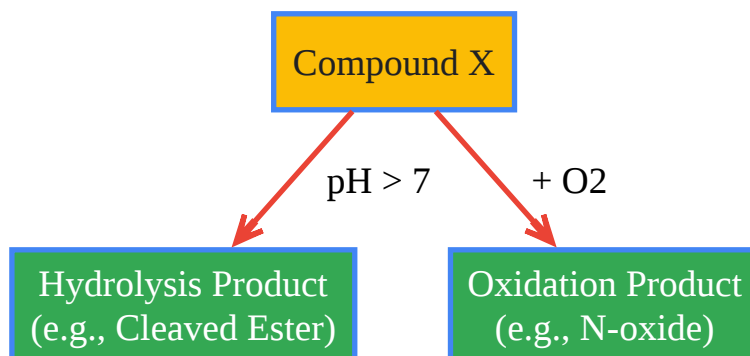 Compound X
pH > 7
+ O2
Hydrolysis Product
(e.g., Cleaved Ester)
Oxidation Product
(e.g., N-oxide)